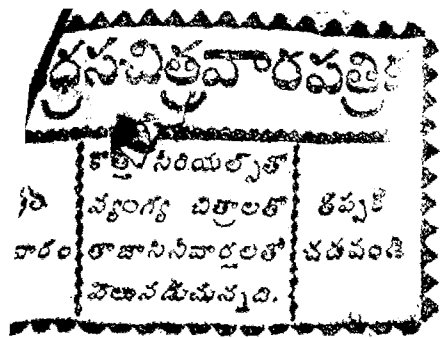 ధ్రసచిత్రవారపత్రిక
కొత్త సీరియల్స్‌తో
వ్యంగ్య చిత్రాలతో
తాజాసినీవార్తలతో
వెలువడుచున్నది.
వారం
తప్పక
చదవండి